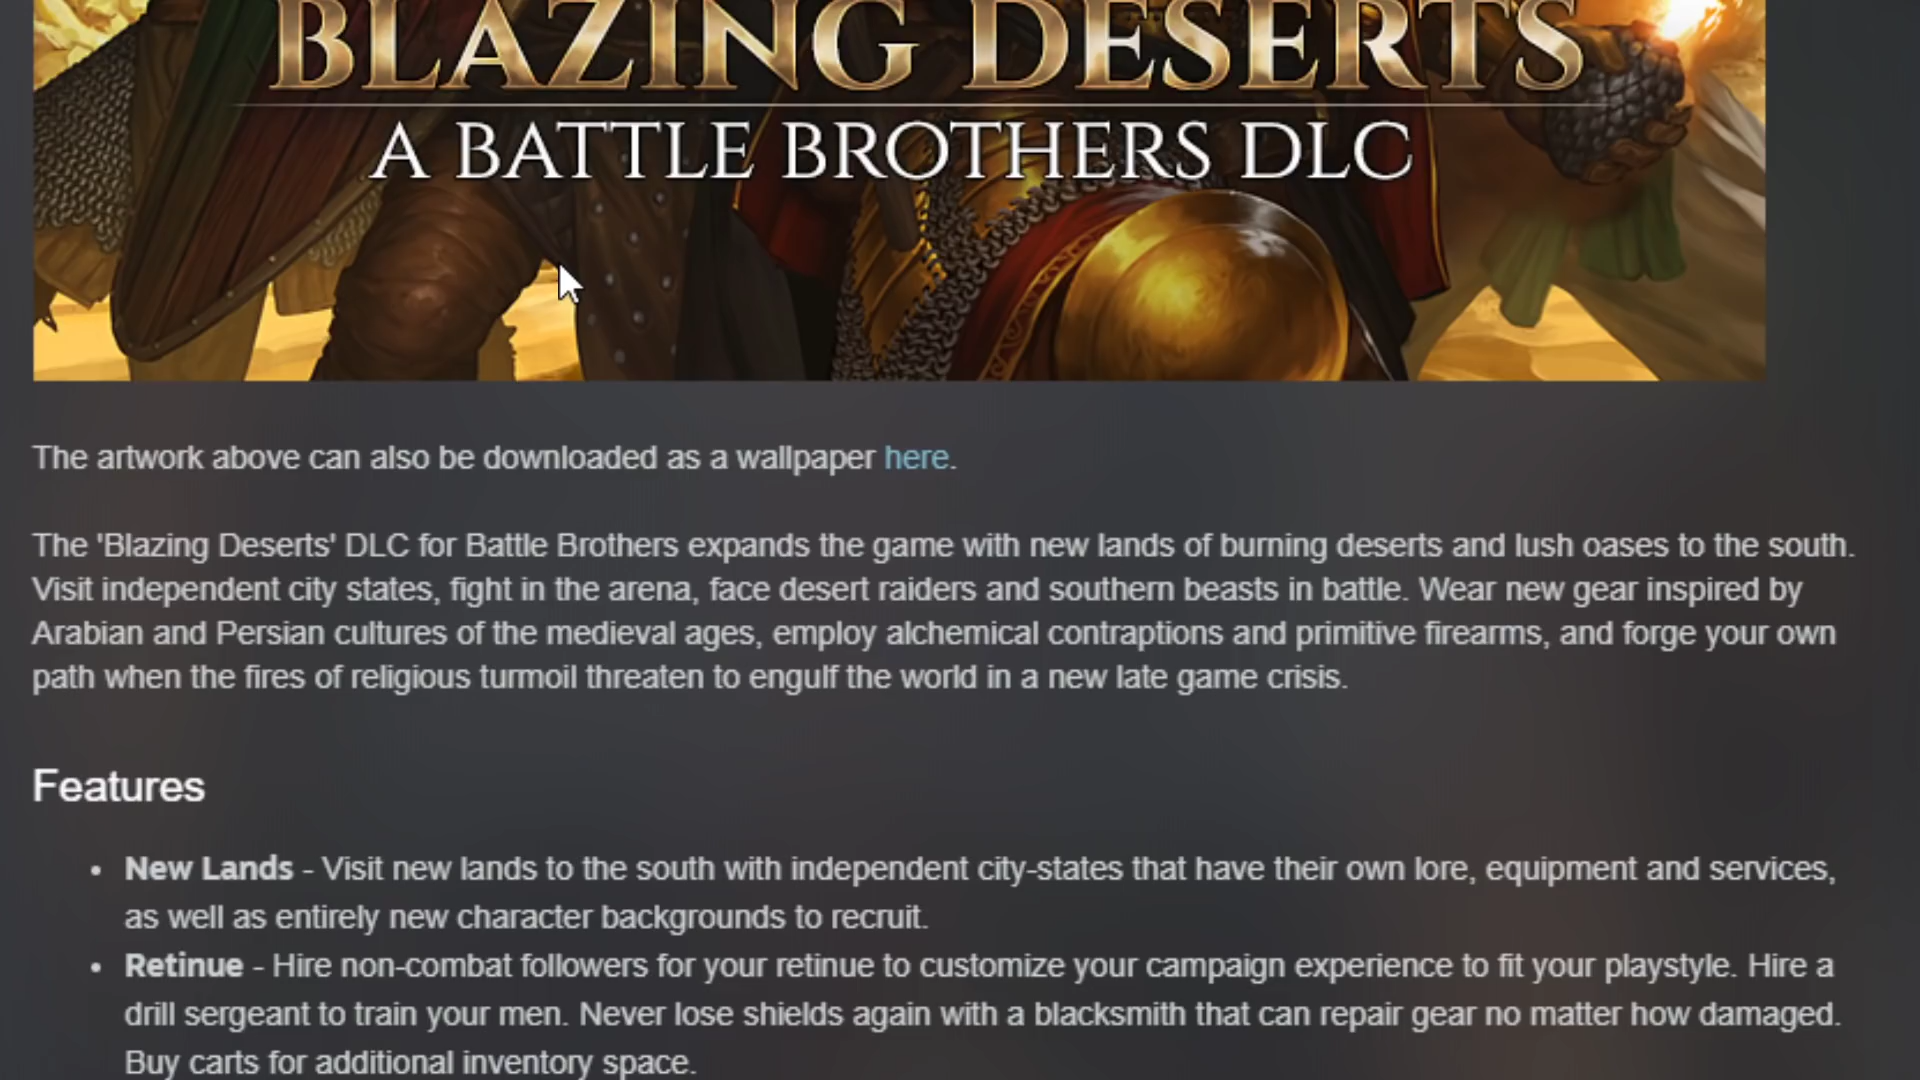 BLAZING DESERTS
A BATTLE BROTHERS DLC
The artwork above can also be downloaded as a wallpaper here.
The 'Blazing Deserts' DLC for Battle Brothers expands the game with new lands of burning deserts and lush oases to the south.
Visit independent city states, fight in the arena, face desert raiders and southern beasts in battle. Wear new gear inspired by
Arabian and Persian cultures of the medieval ages, employ alchemical contraptions and primitive firearms, and forge your own
path when the fires of religious turmoil threaten to engulf the world in a new late game crisis.
Features
• New Lands - Visit new lands to the south with independent city-states that have their own lore, equipment and services,
as well as entirely new character backgrounds to recruit.
• Retinue - Hire non-combat followers for your retinue to customize your campaign experience to fit your playstyle. Hire a
drill sergeant to train your men. Never lose shields again with a blacksmith that can repair gear no matter how damaged.
Buy carts for additional inventory space.